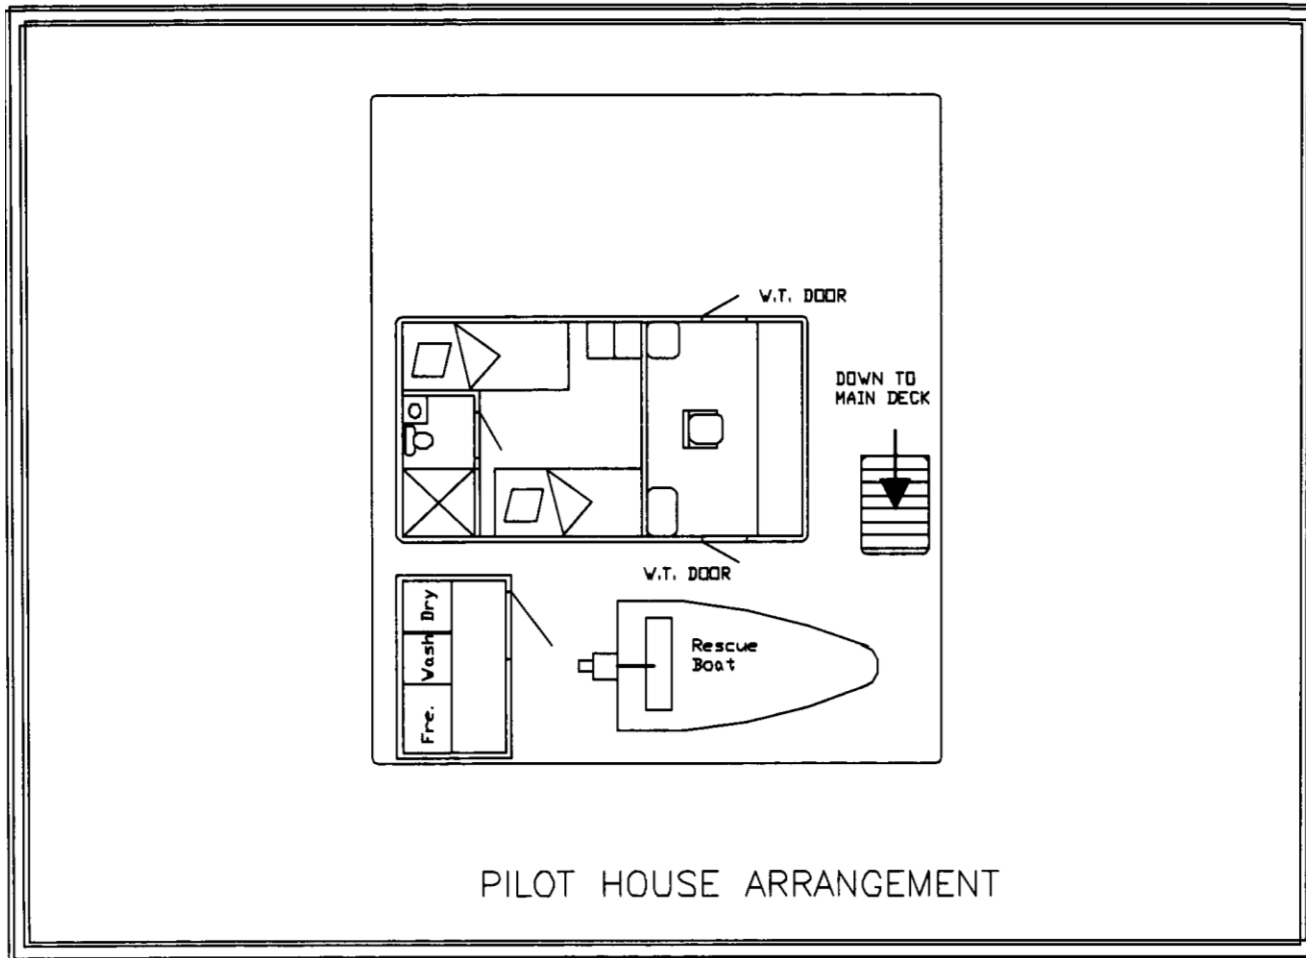 W.T. DOOR
DOWN TO
MAIN DECK
W.T. DOOR
Dry
Wash
Fre.
Rescue
Boat
PILOT HOUSE ARRANGEMENT